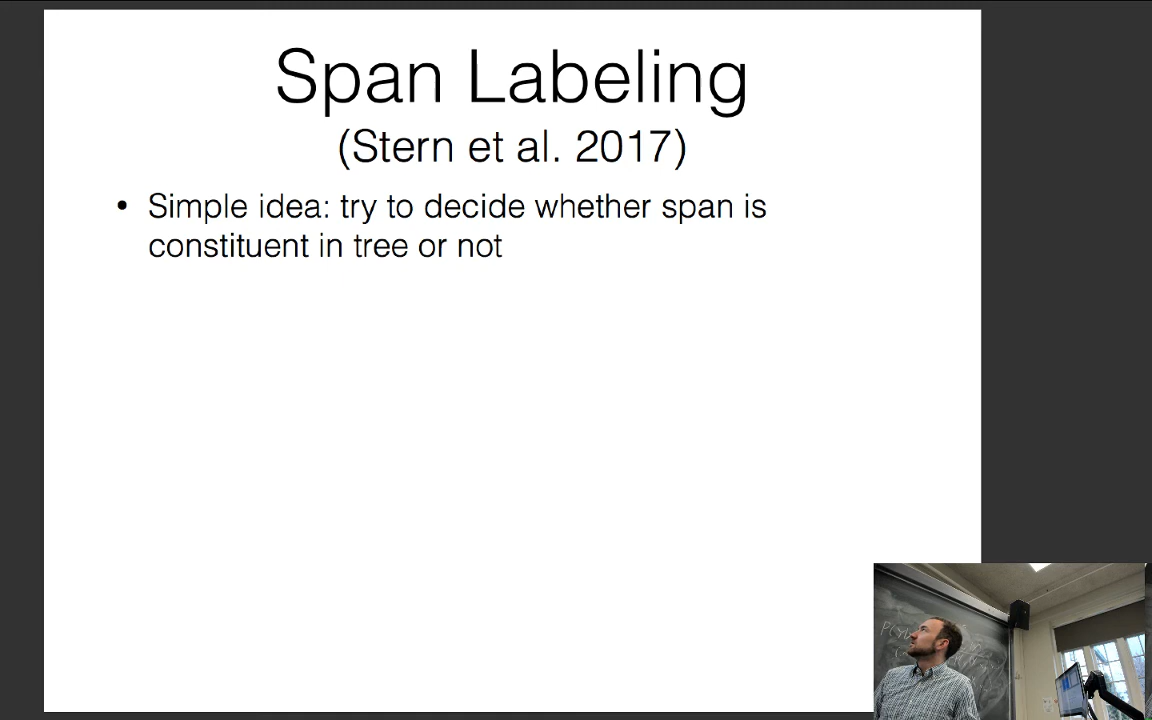 Span Labeling
(Stern et al. 2017)
• Simple idea: try to decide whether span is
constituent in tree or not